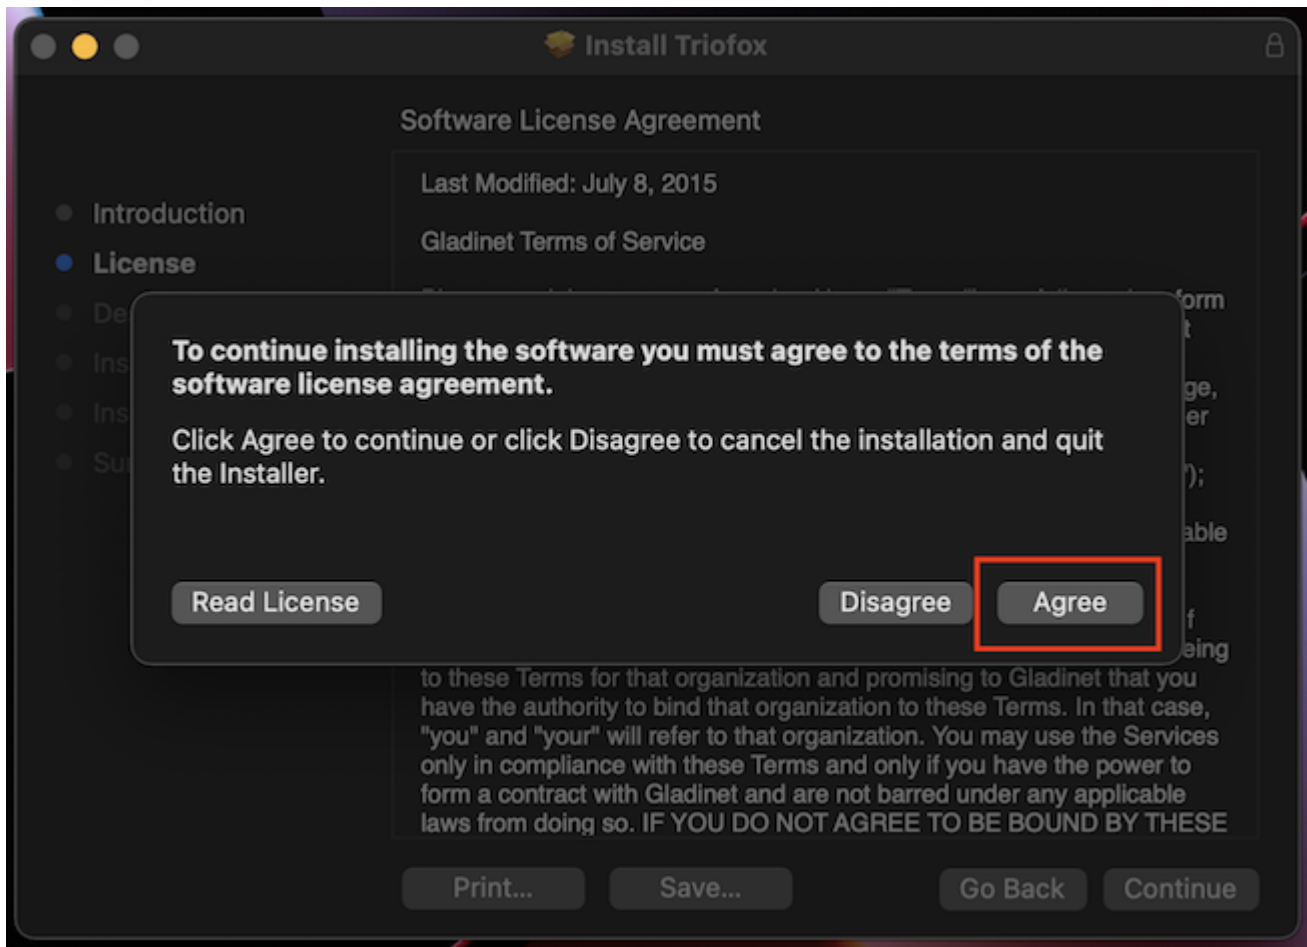 Install Triofox
Software License Agreement
Last Modified: July 8, 2015
Gladinet Terms of Service
Introduction
License
To continue installing the software you must agree to the terms of the
software license agreement.
Click Agree to continue or click Disagree to cancel the installation and quit
the Installer.
Read License
Disagree
Agree
form
to these Terms for that organization and promising to Gladinet that you
have the authority to bind that organization to these Terms. In that case,
"you" and "your" will refer to that organization. You may use the Services
only in compliance with these Terms and only if you have the power to
form a contract with Gladinet and are not barred under any applicable
laws from doing so. IF YOU DO NOT AGREE TO BE BOUND BY THESE
Print...
Save...
Go Back
Continue